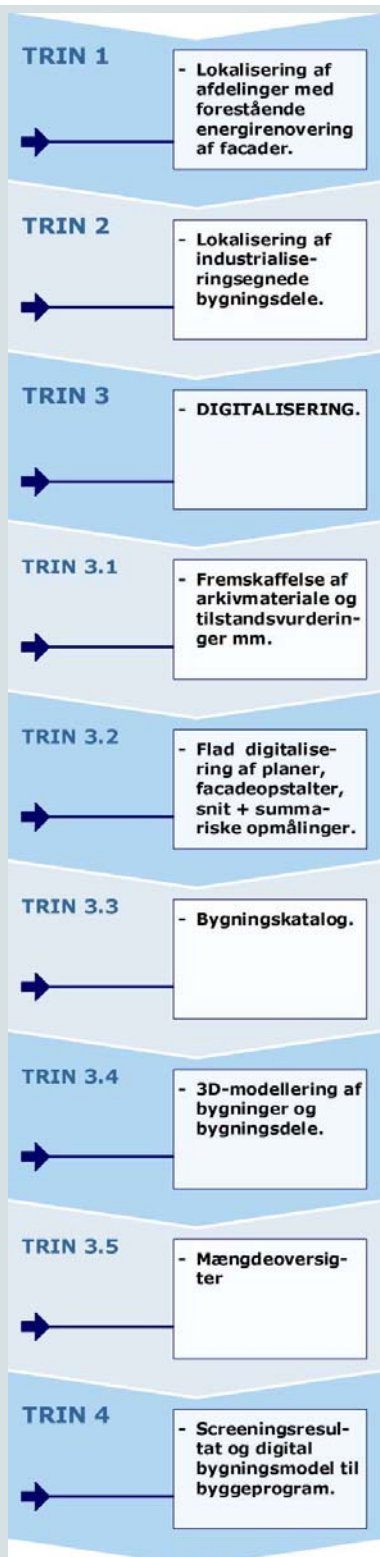 TRIN 1
- Lokalisering af
afdelinger med
forestående
energirenovering
af facader.
TRIN 2
- Lokalisering af
industrialise-
ringsegnede
bygningsdele.
TRIN 3
- DIGITALISERING.
TRIN 3.1
- Fremskaffelse af
arkivmateriale og
tilstandsvurderin-
ger mm.
TRIN 3.2
- Flad digitalise-
ring af planer,
facadeopstalter,
snit + summa-
riske opmålinger.
TRIN 3.3
- Bygningskatalog.
TRIN 3.4
- 3D-modellering af
bygninger og
bygningsdele.
TRIN 3.5
- Mængdeoversig-
ter
TRIN 4
- Screeningsresul-
tat og digital
bygningsmodel til
byggeprogram.